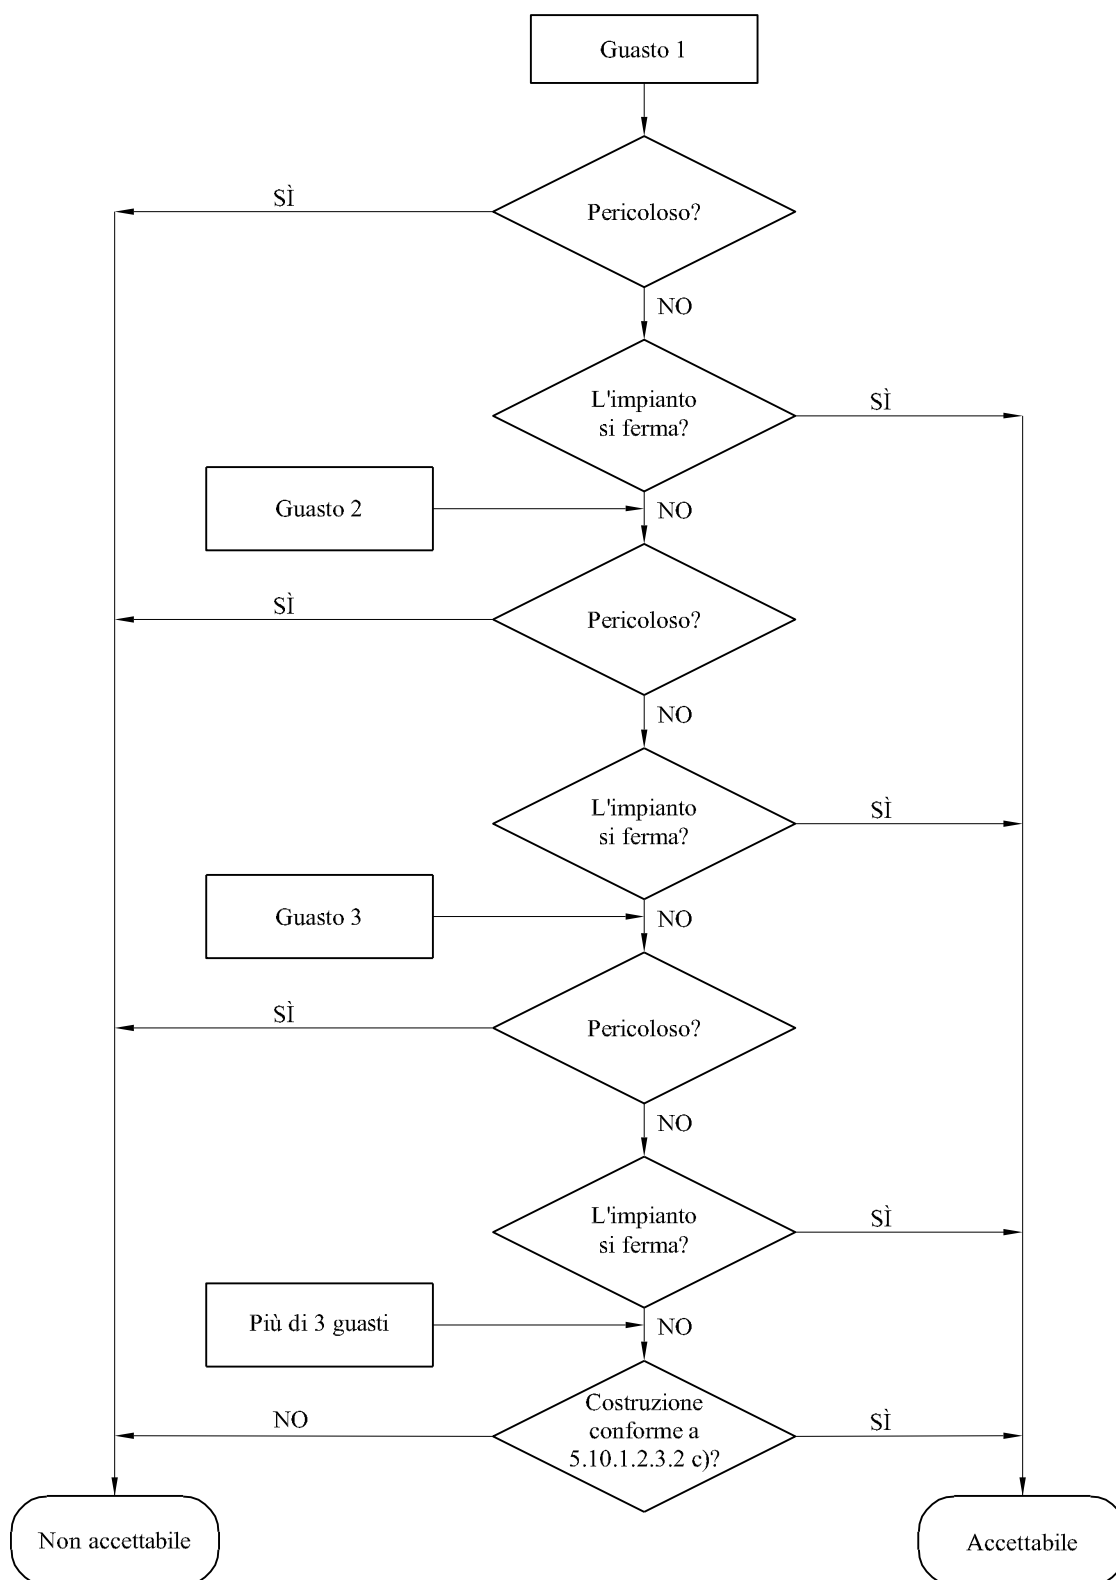 Guasto 1
Pericoloso?
SÌ
NO
L'impianto
si ferma?
SÌ
NO
Guasto 2
Pericoloso?
SÌ
NO
L'impianto
si ferma?
SÌ
NO
Guasto 3
Pericoloso?
SÌ
NO
L'impianto
si ferma?
SÌ
NO
Più di 3 guasti
Costruzione
conforme a
5.10.1.2.3.2 c)?
NO
SÌ
Non accettabile
Accettabile